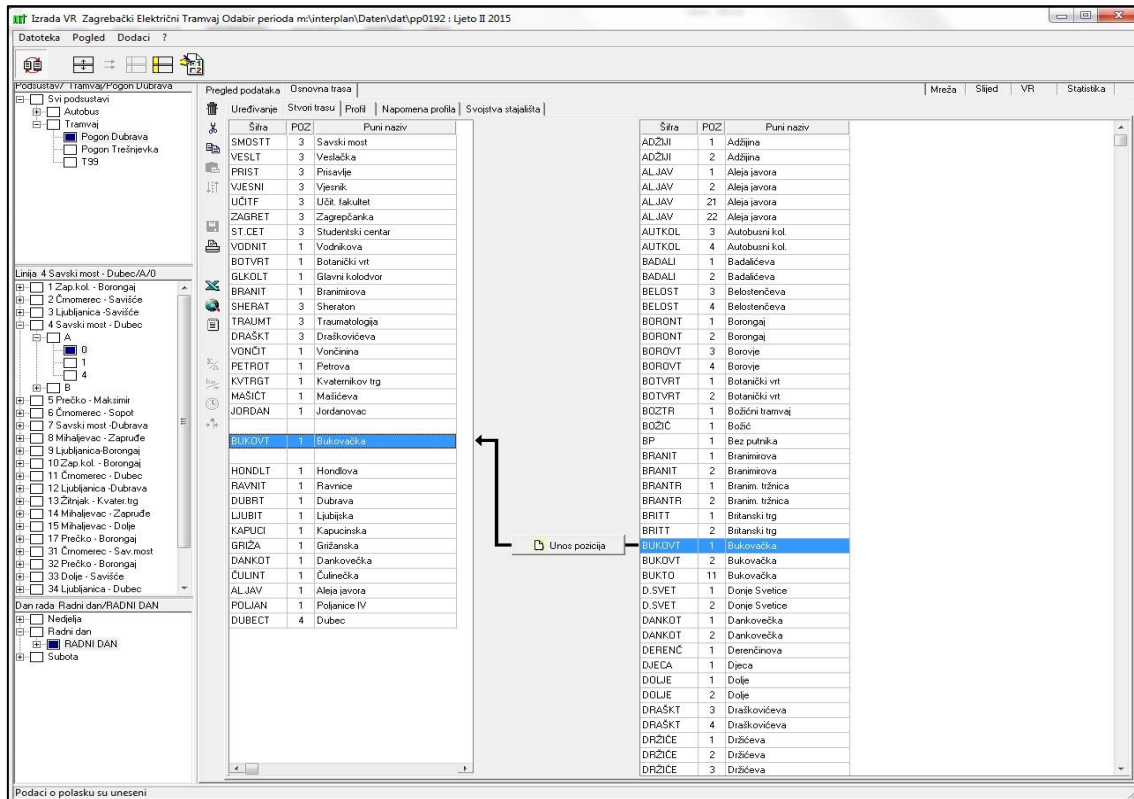 Izrada VR Zagrebački Električni Tramvaj Odabir perioda m:\interplan\Daten\dat\pp0192 : Ljeto II 2015
Datoteka Pogled Dodaci ?
Podsustav/ Tramvaj/Pogon Dubrava
Svi podsustavi
Autobus
Tramvaj
Pogon Dubrava
Pogon Trešnjevka
T99
Linija 4 Savski most - Dubec/A/0
1 Zap.kol. - Borongaj
2 Črnomerec - Savišće
3 Ljubljanica -Savišće
4 Savski most - Dubec
A
0
1
4
B
5 Prečko - Maksimir
6 Črnomerec - Sopot
7 Savski most -Dubrava
8 Mihaljevac - Zapruđe
9 Ljubljanica-Borongaj
10 Zap.kol. - Borongaj
11 Črnomerec - Dubec
12 Ljubljanica -Dubrava
13 Žitnjak - Kvater.trg
14 Mihaljevac - Zapruđe
15 Mihaljevac - Dolje
17 Prečko - Borongaj
31 Črnomerec - Sav.most
32 Prečko - Borongaj
33 Dolje - Savišće
34 Ljubljanica - Dubec
Dan rada Radni dan/RADNI DAN
Nedjelja
Radni dan
RADNI DAN
Subota
Pregled podataka Osnovna trasa
Mreža Slijed VR Statistika
Uređivanje Stvori trasu Profil Napomena profila Svojstva stajališta
Šifra POZ Puni naziv
SMOSTT 3 Savski most
VESLT 3 Veslačka
PRIST 3 Prisavlje
VJESNI 3 Vjesnik
UČITF 3 Učit. fakultet
ZAGRET 3 Zagrepčanka
ST.CET 3 Studentski centar
VODNIT 1 Vodnikova
BOTVRT 1 Botanički vrt
GLKOLT 1 Glavni kolodvor
BRANIT 1 Branimirova
SHERAT 3 Sheraton
TRAUMT 3 Traumatologija
DRAŠKT 3 Draškovićeva
VONČIT 1 Vončinina
PETROT 1 Petrova
KVTRGT 1 Kvaternikov trg
MAŠIĆT 1 Mašićeva
JORDAN 1 Jordanovac
BUKOVT 1 Bukovačka
HONDLT 1 Hondlova
RAVNIT 1 Ravnice
DUBRT 1 Dubrava
LJUBIT 1 Ljubijska
KAPUCI 1 Kapucinska
GRIŽA 1 Grižanska
DANKOT 1 Dankovečka
ČULINT 1 Čulinečka
AL.JAV 1 Aleja javora
POLJAN 1 Poljanice IV
DUBECT 4 Dubec
Unos pozicija
Šifra POZ Puni naziv
ADŽIJI 1 Adžijina
ADŽIJI 2 Adžijina
AL.JAV 1 Aleja javora
AL.JAV 2 Aleja javora
AL.JAV 21 Aleja javora
AL.JAV 22 Aleja javora
AUTKOL 3 Autobusni kol.
AUTKOL 4 Autobusni kol.
BADALI 1 Badalićeva
BADALI 2 Badalićeva
BELOST 3 Belostenčeva
BELOST 4 Belostenčeva
BORONT 1 Borongaj
BORONT 2 Borongaj
BOROVT 3 Borovje
BOROVT 4 Borovje
BOTVRT 1 Botanički vrt
BOTVRT 2 Botanički vrt
BOZTR 1 Božićni tramvaj
BOŽIĆ 1 Božić
BP 1 Bez putnika
BRANIT 1 Branimirova
BRANIT 2 Branimirova
BRANTR 1 Branim. tržnica
BRANTR 2 Branim. tržnica
BRITT 1 Britanski trg
BRITT 2 Britanski trg
BUKOVT 1 Bukovačka
BUKOVT 2 Bukovačka
BUKTO 11 Bukovačka
D.SVET 1 Donje Svetice
D.SVET 2 Donje Svetice
DANKOT 1 Dankovečka
DANKOT 2 Dankovečka
DERENČ 1 Derenčinova
DJECA 1 Djeca
DOLJE 1 Dolje
DOLJE 2 Dolje
DRAŠKT 3 Draškovićeva
DRAŠKT 4 Draškovićeva
DRŽIĆE 1 Držićeva
DRŽIĆE 2 Držićeva
DRŽIĆE 3 Držićeva
Podaci o polasku su uneseni